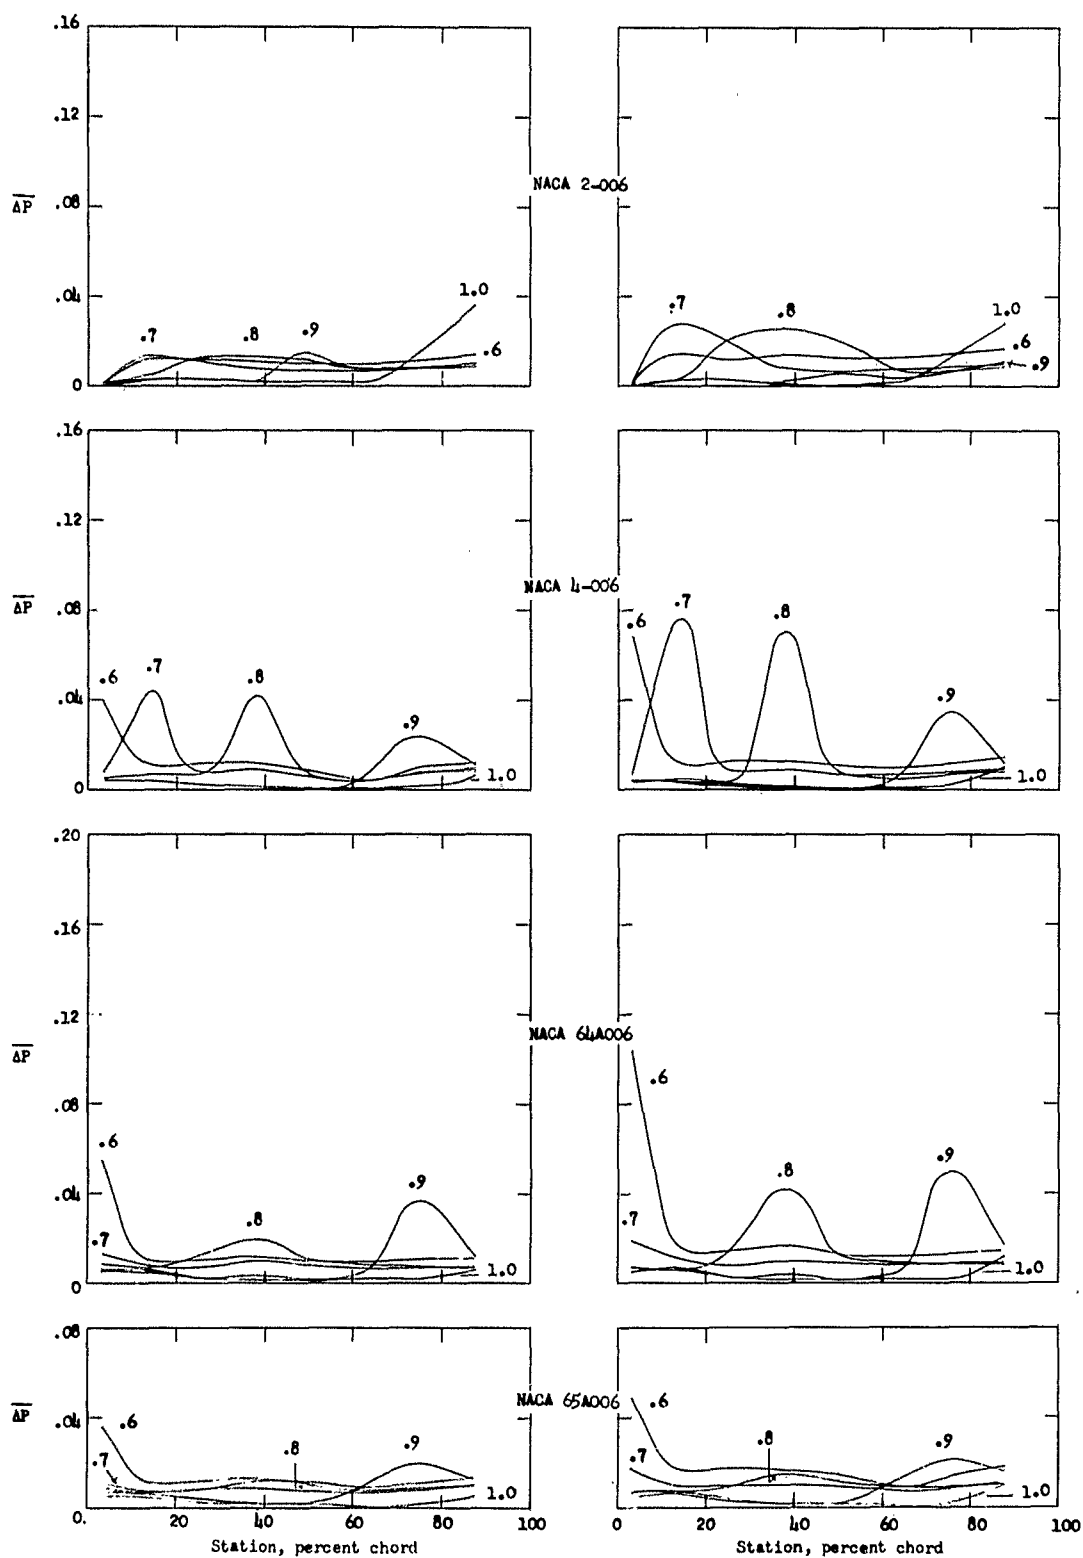 .16
.12
ΔP .08 NACA 2-006
.04
0
.7 .8 .9 1.0 .6
.7 .8 1.0 .6 .9
.16
.12
ΔP .08 NACA 4-006
.04
0
.6 .7 .8 .9 1.0
.6 .7 .8 .9 1.0
.20
.16
.12
ΔP NACA 64A006
.08
.04
0
.6 .7 .8 .9 1.0
.6 .7 .8 .9 1.0
.08
ΔP .04 NACA 65A006
.6 .7 .8 .9 1.0
.6 .7 .8 .9 1.0
0. 20 40 60 80 100
0 20 40 60 80 100
Station, percent chord
Station, percent chord